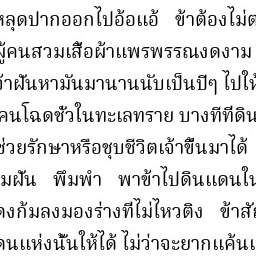 หลุดปากออกไปอ้อแอ้ ข้าต้องไม่ต
ผู้คนสวมเสื้อผ้าแพรพรรณงดงาม
จ้าฝันหามันมานานนับเป็นปีๆ ไปให้
คนโฉดชั่วในทะเลทราย บางทีทีดิน
ช่วยรักษาหรือชุบชีวิตเจ้าขึ้นมาได้
มฝัน พึมพำ พาข้าไปดินแดนใน
ดงก้มลงมองร่างที่ไม่ไหวติง ข้าสัญ
ดนแห่งนั้นให้ได้ ไม่ว่าจะยากแค้นแ